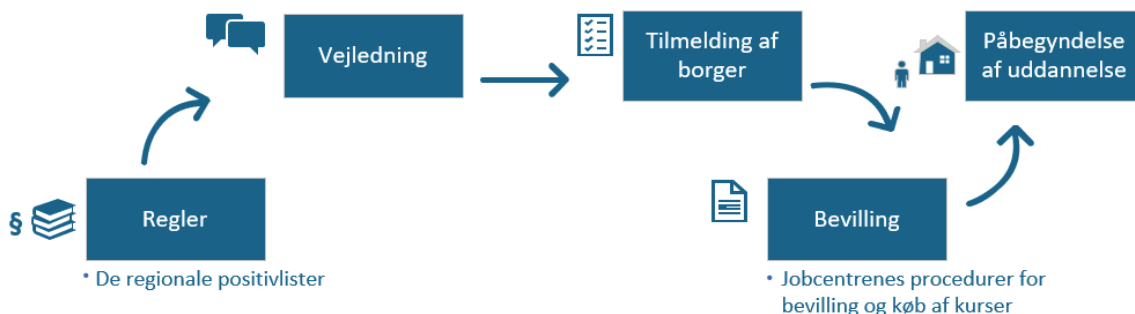 Vejledning
Tilmelding af
borger
Påbegyndelse
af uddannelse
§
Regler
• De regionale positivlister
Bevilling
• Jobcentrenes procedurer for
bevilling og køb af kurser